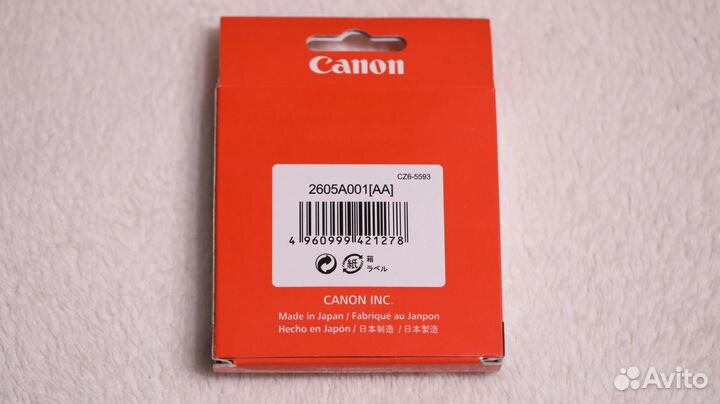 Canon
CZ6-5593
2605A001[AA]
4 960999 421278
紙 箱
ラベル
CANON INC.
Made in Japan / Fabriqué au Janpon
Hecho en Japón / 日本制造 / 日本製造
Avito